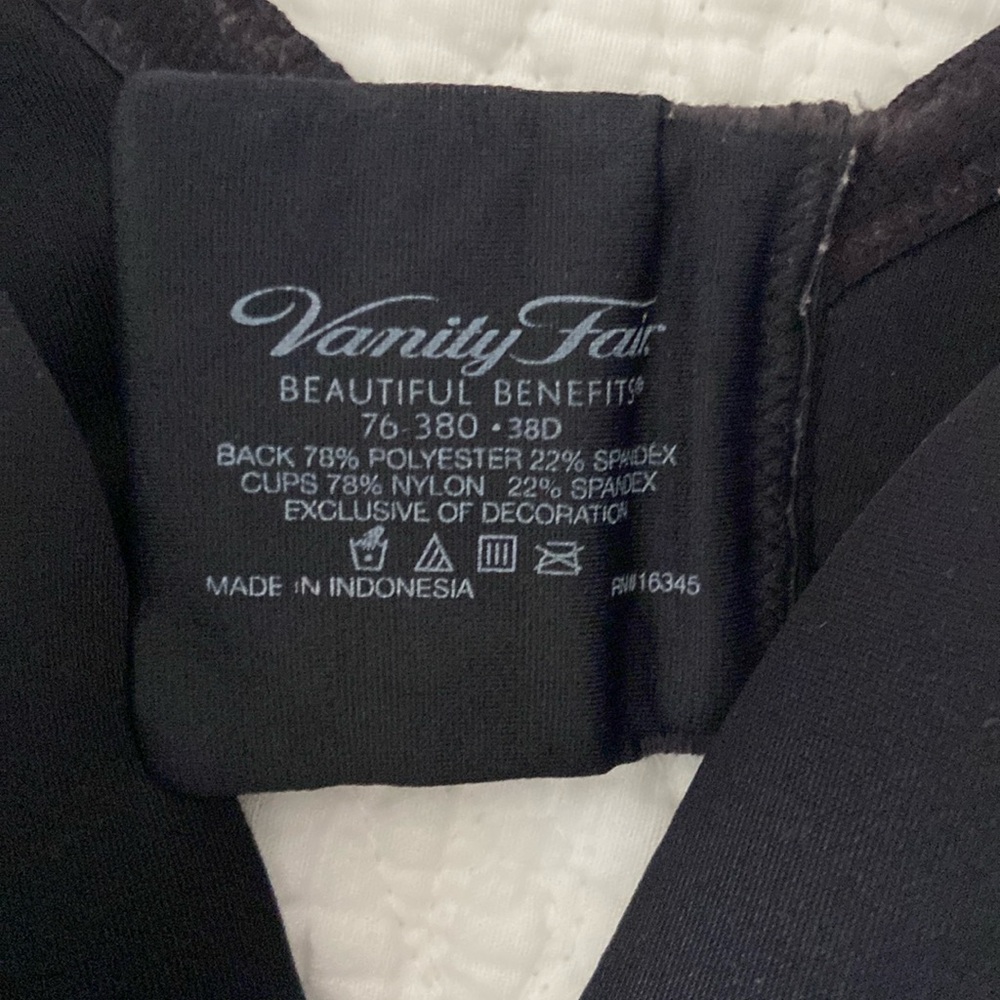 Vanity Fair
BEAUTIFUL BENEFITS®
76-380 • 38D
BACK 78% POLYESTER 22% SPANDEX
CUPS 78% NYLON 22% SPANDEX
EXCLUSIVE OF DECORATION
MADE IN INDONESIA RN#16345